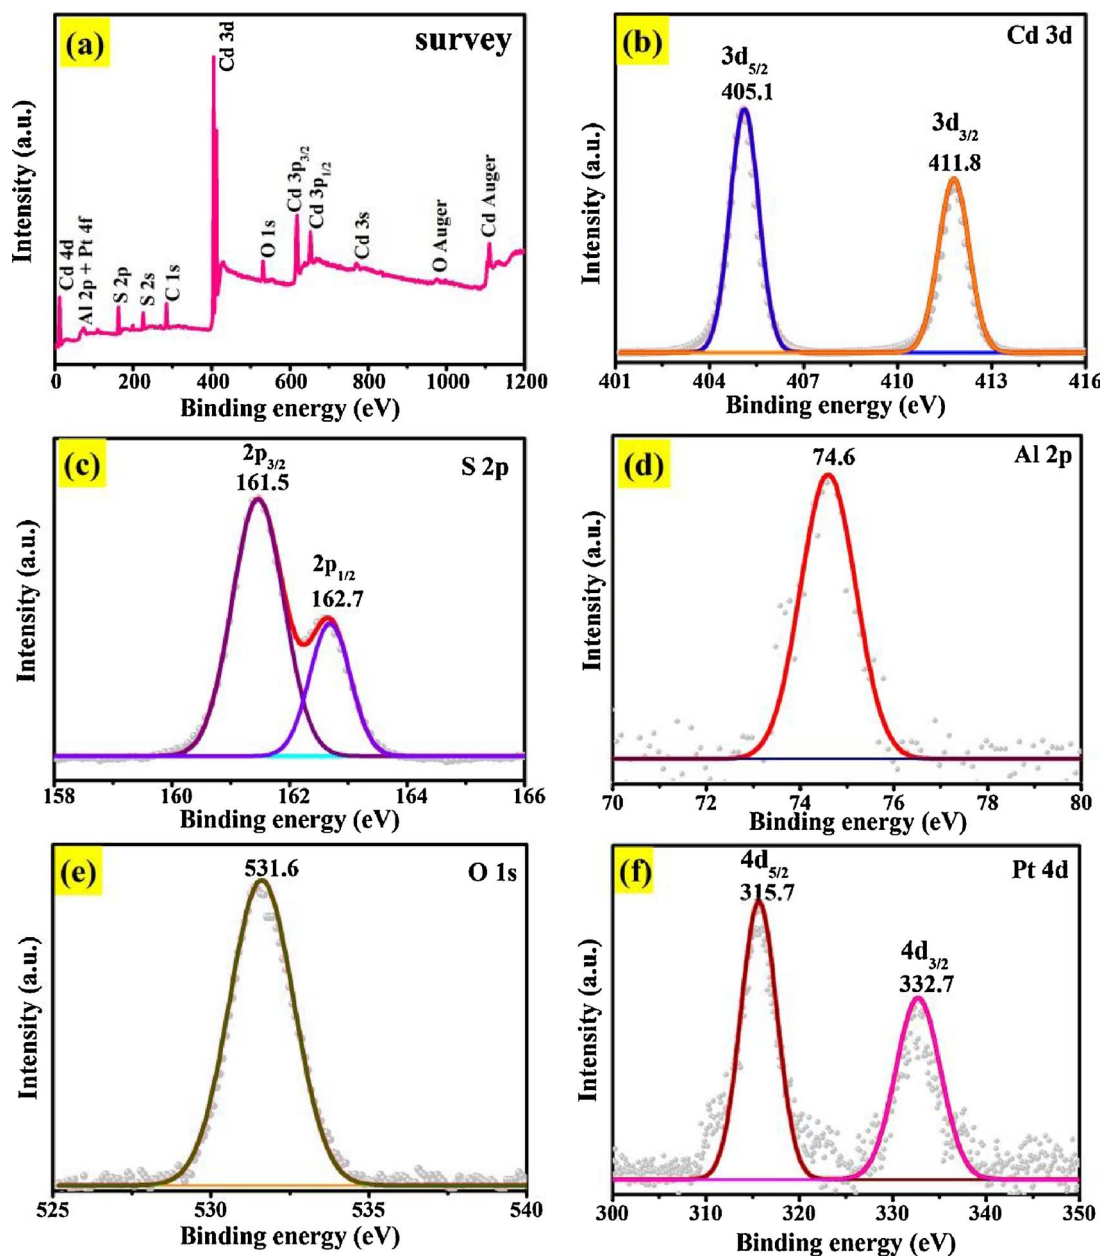 (a)
survey
Cd 4d
Al 2p + Pt 4f
S 2p
S 2s
C 1s
Cd 3d
O 1s
Cd 3p3/2
Cd 3p1/2
Cd 3s
O Auger
Cd Auger
Intensity (a.u.)
0 200 400 600 800 1000 1200
Binding energy (eV)
(b)
Cd 3d
3d5/2
405.1
3d3/2
411.8
Intensity (a.u.)
401 404 407 410 413 416
Binding energy (eV)
(c)
S 2p
2p3/2
161.5
2p1/2
162.7
Intensity (a.u.)
158 160 162 164 166
Binding energy (eV)
(d)
Al 2p
74.6
Intensity (a.u.)
70 72 74 76 78 80
Binding energy (eV)
(e)
O 1s
531.6
Intensity (a.u.)
525 530 535 540
Binding energy (eV)
(f)
Pt 4d
4d5/2
315.7
4d3/2
332.7
Intensity (a.u.)
300 310 320 330 340 350
Binding energy (eV)